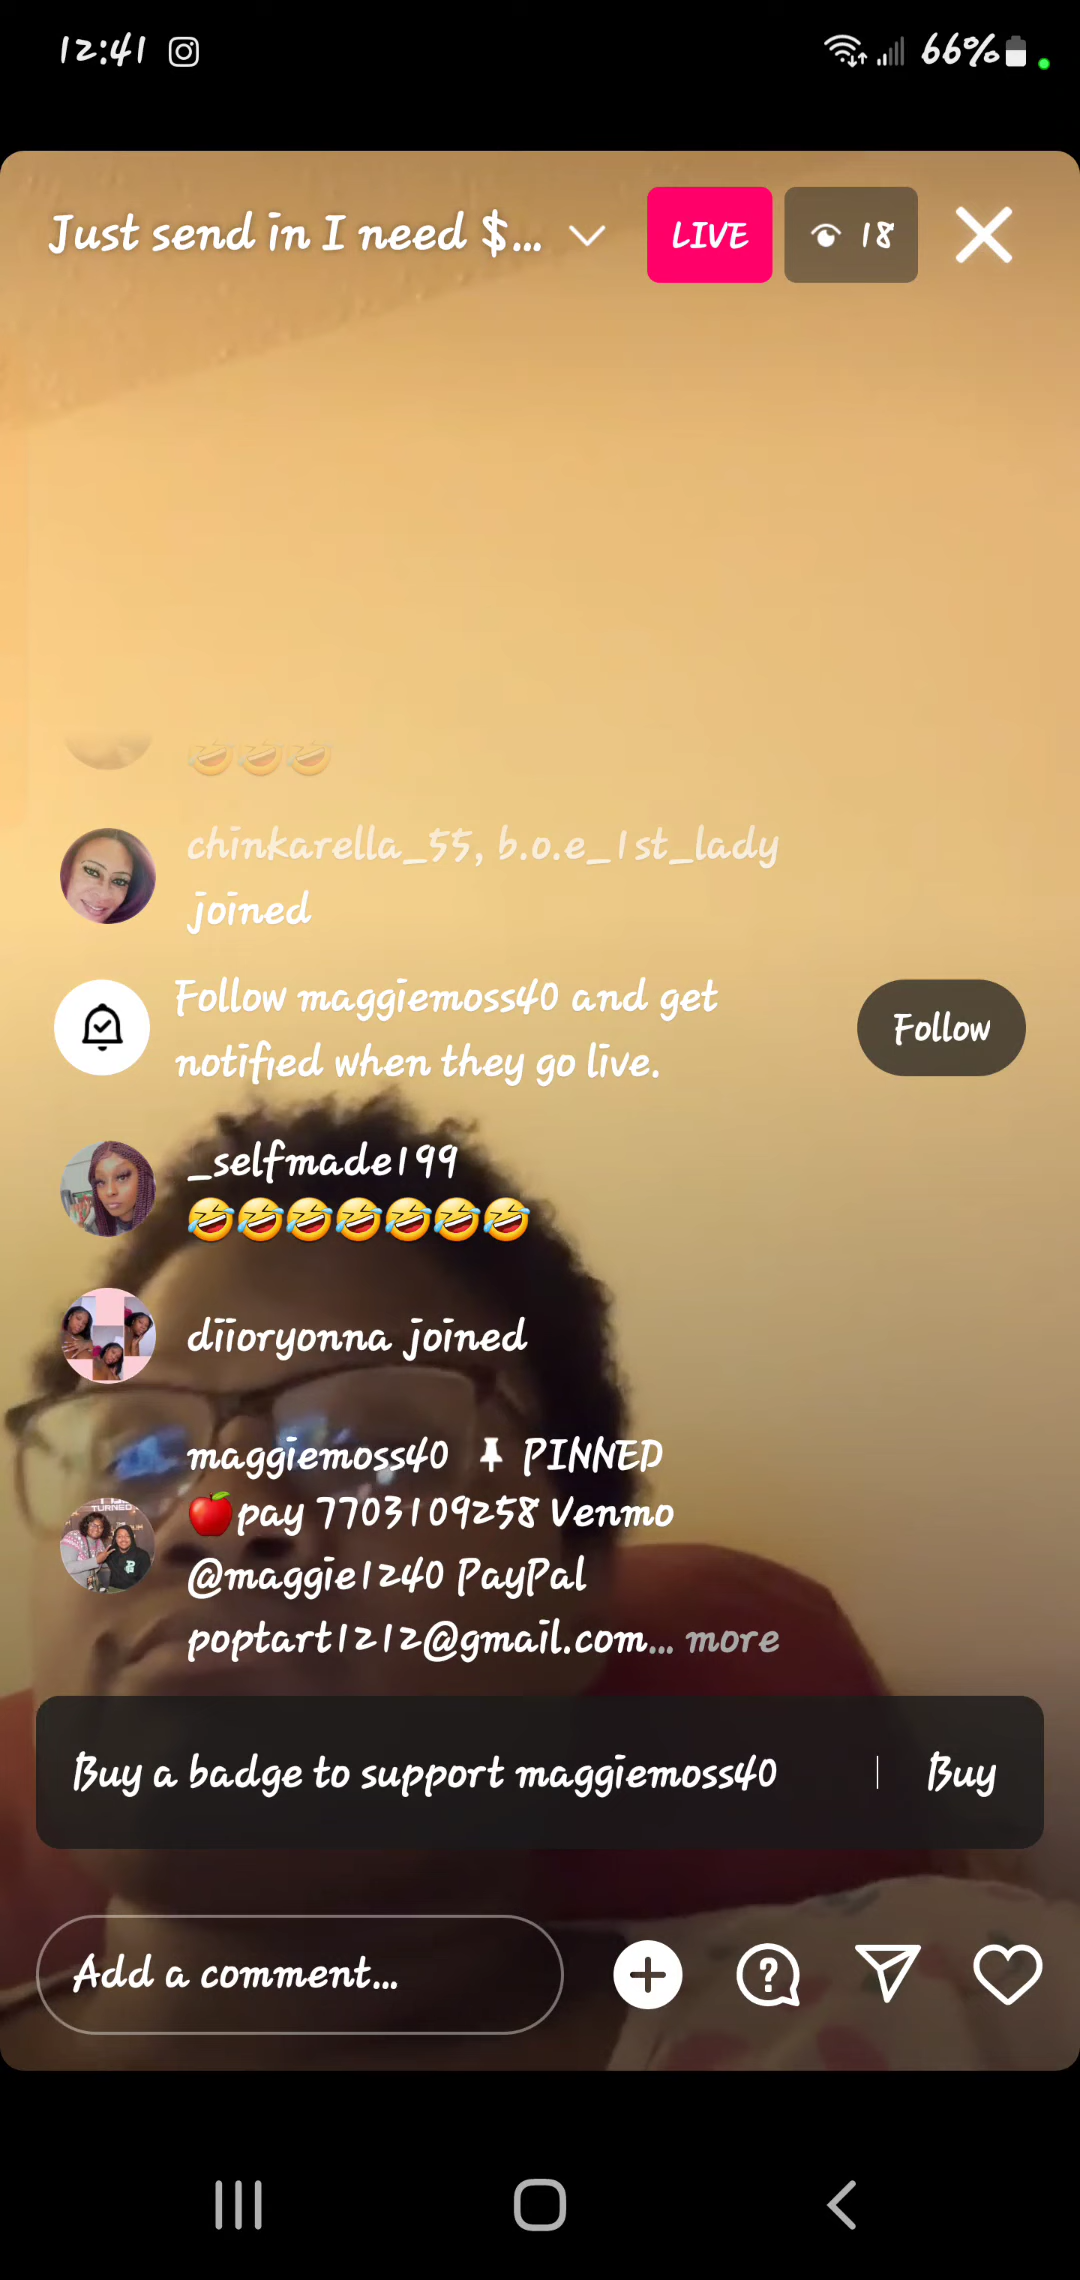 12:41
66%
Just send in I need $...
LIVE
18
🤣🤣🤣
chinkarella_55, b.o.e_1st_lady
joined
Follow maggiemoss40 and get
notified when they go live.
Follow
_selfmade199
🤣🤣🤣🤣🤣🤣🤣
diioryonna joined
maggiemoss40 📌 PINNED
🍎pay 7703109258 Venmo
@maggie1240 PayPal
poptart1212@gmail.com... more
TURNED
Buy a badge to support maggiemoss40 | Buy
Add a comment...